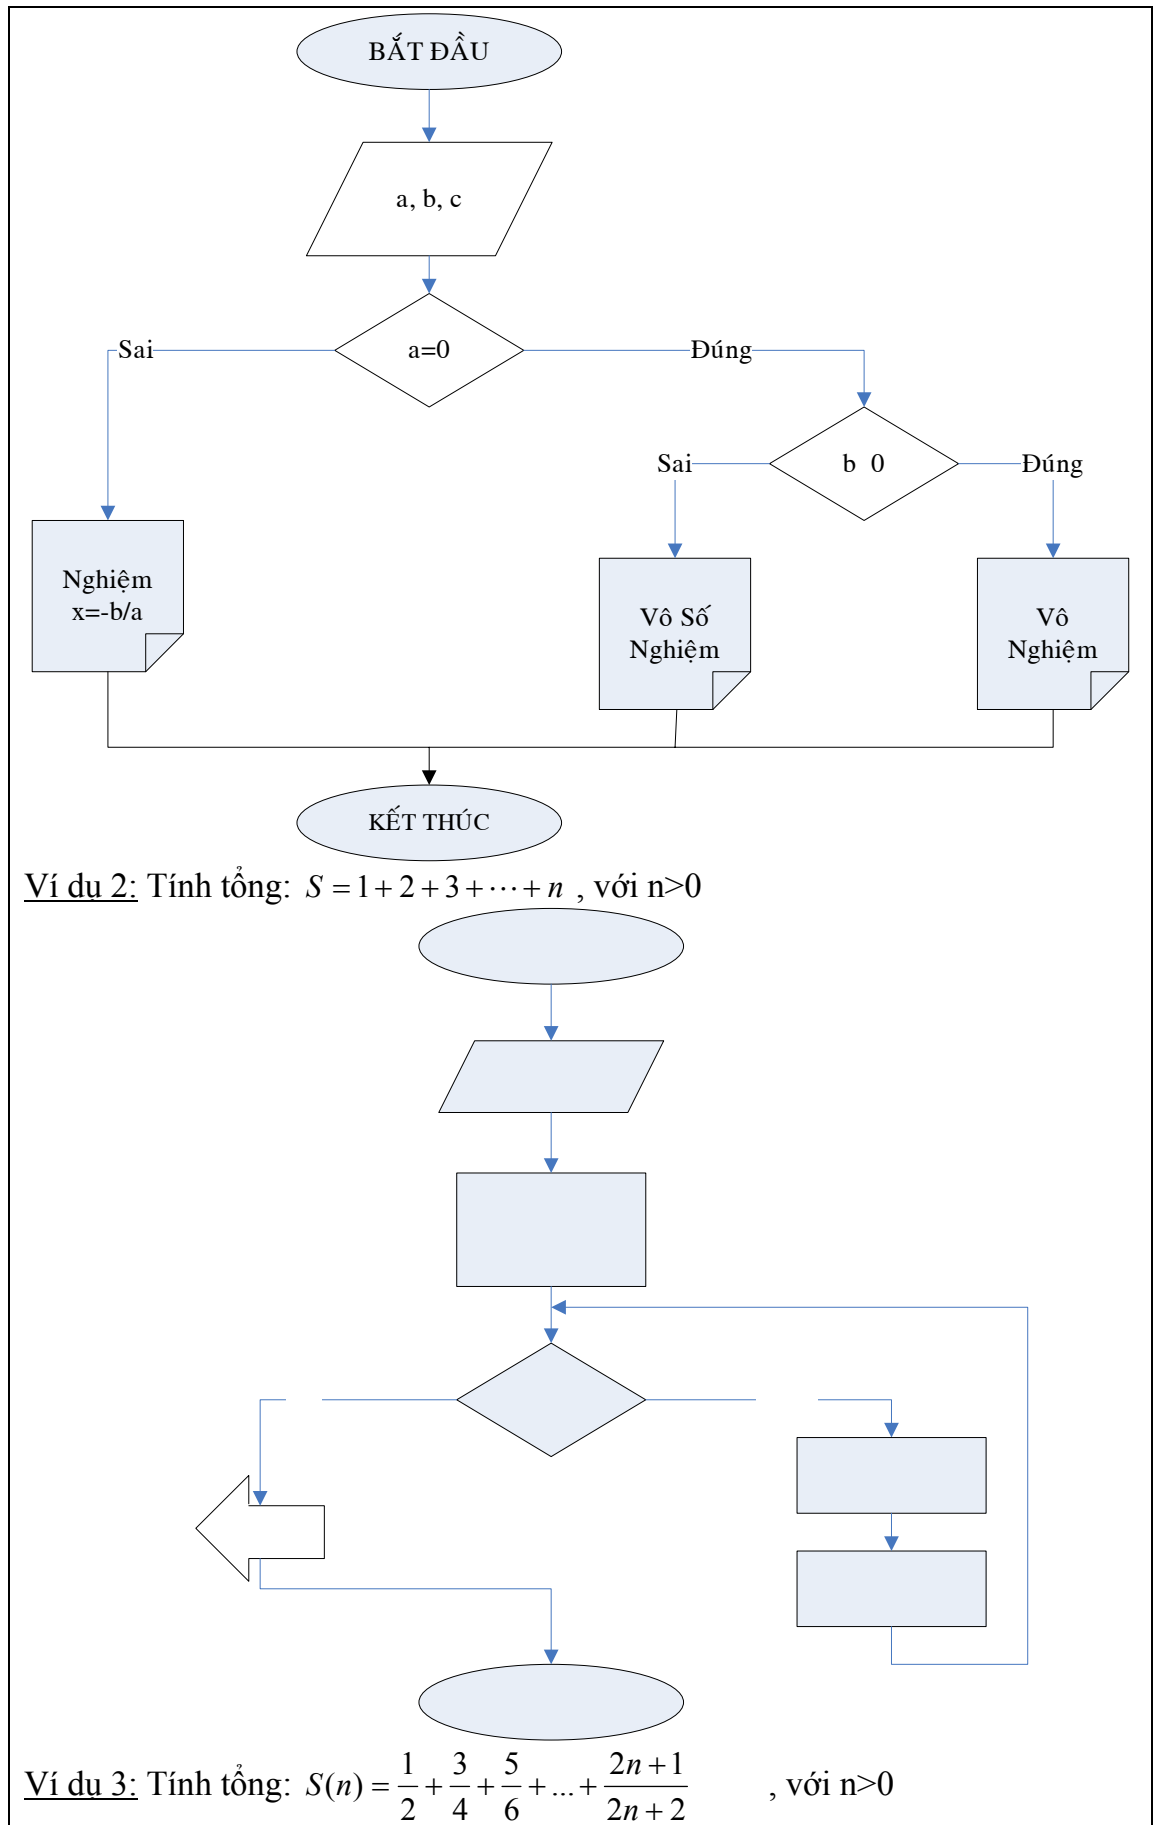 BẮT ĐẦU
a, b, c
Sai
a=0
Đúng
Sai
b 0
Đúng
Nghiệm
x=-b/a
Vô Số
Nghiệm
Vô
Nghiệm
KẾT THÚC
Ví dụ 2: Tính tổng: S = 1 + 2 + 3 + ··· + n , với n>0
Ví dụ 3: Tính tổng: S(n) = 1/2 + 3/4 + 5/6 + ... + (2n+1)/(2n+2) , với n>0